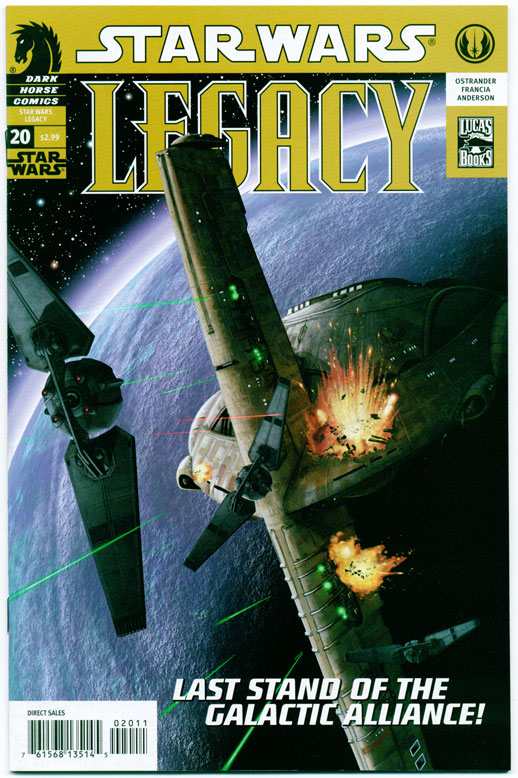 STAR WARS®
DARK
HORSE
COMICS
®
STAR WARS
LEGACY
20 $2.99
STAR
WARS
LEGACY
OSTRANDER
FRANCIA
ANDERSON
LUCAS
BOOKS
LAST STAND OF THE
GALACTIC ALLIANCE!
DIRECT SALES
02011
7 61568 13514 5